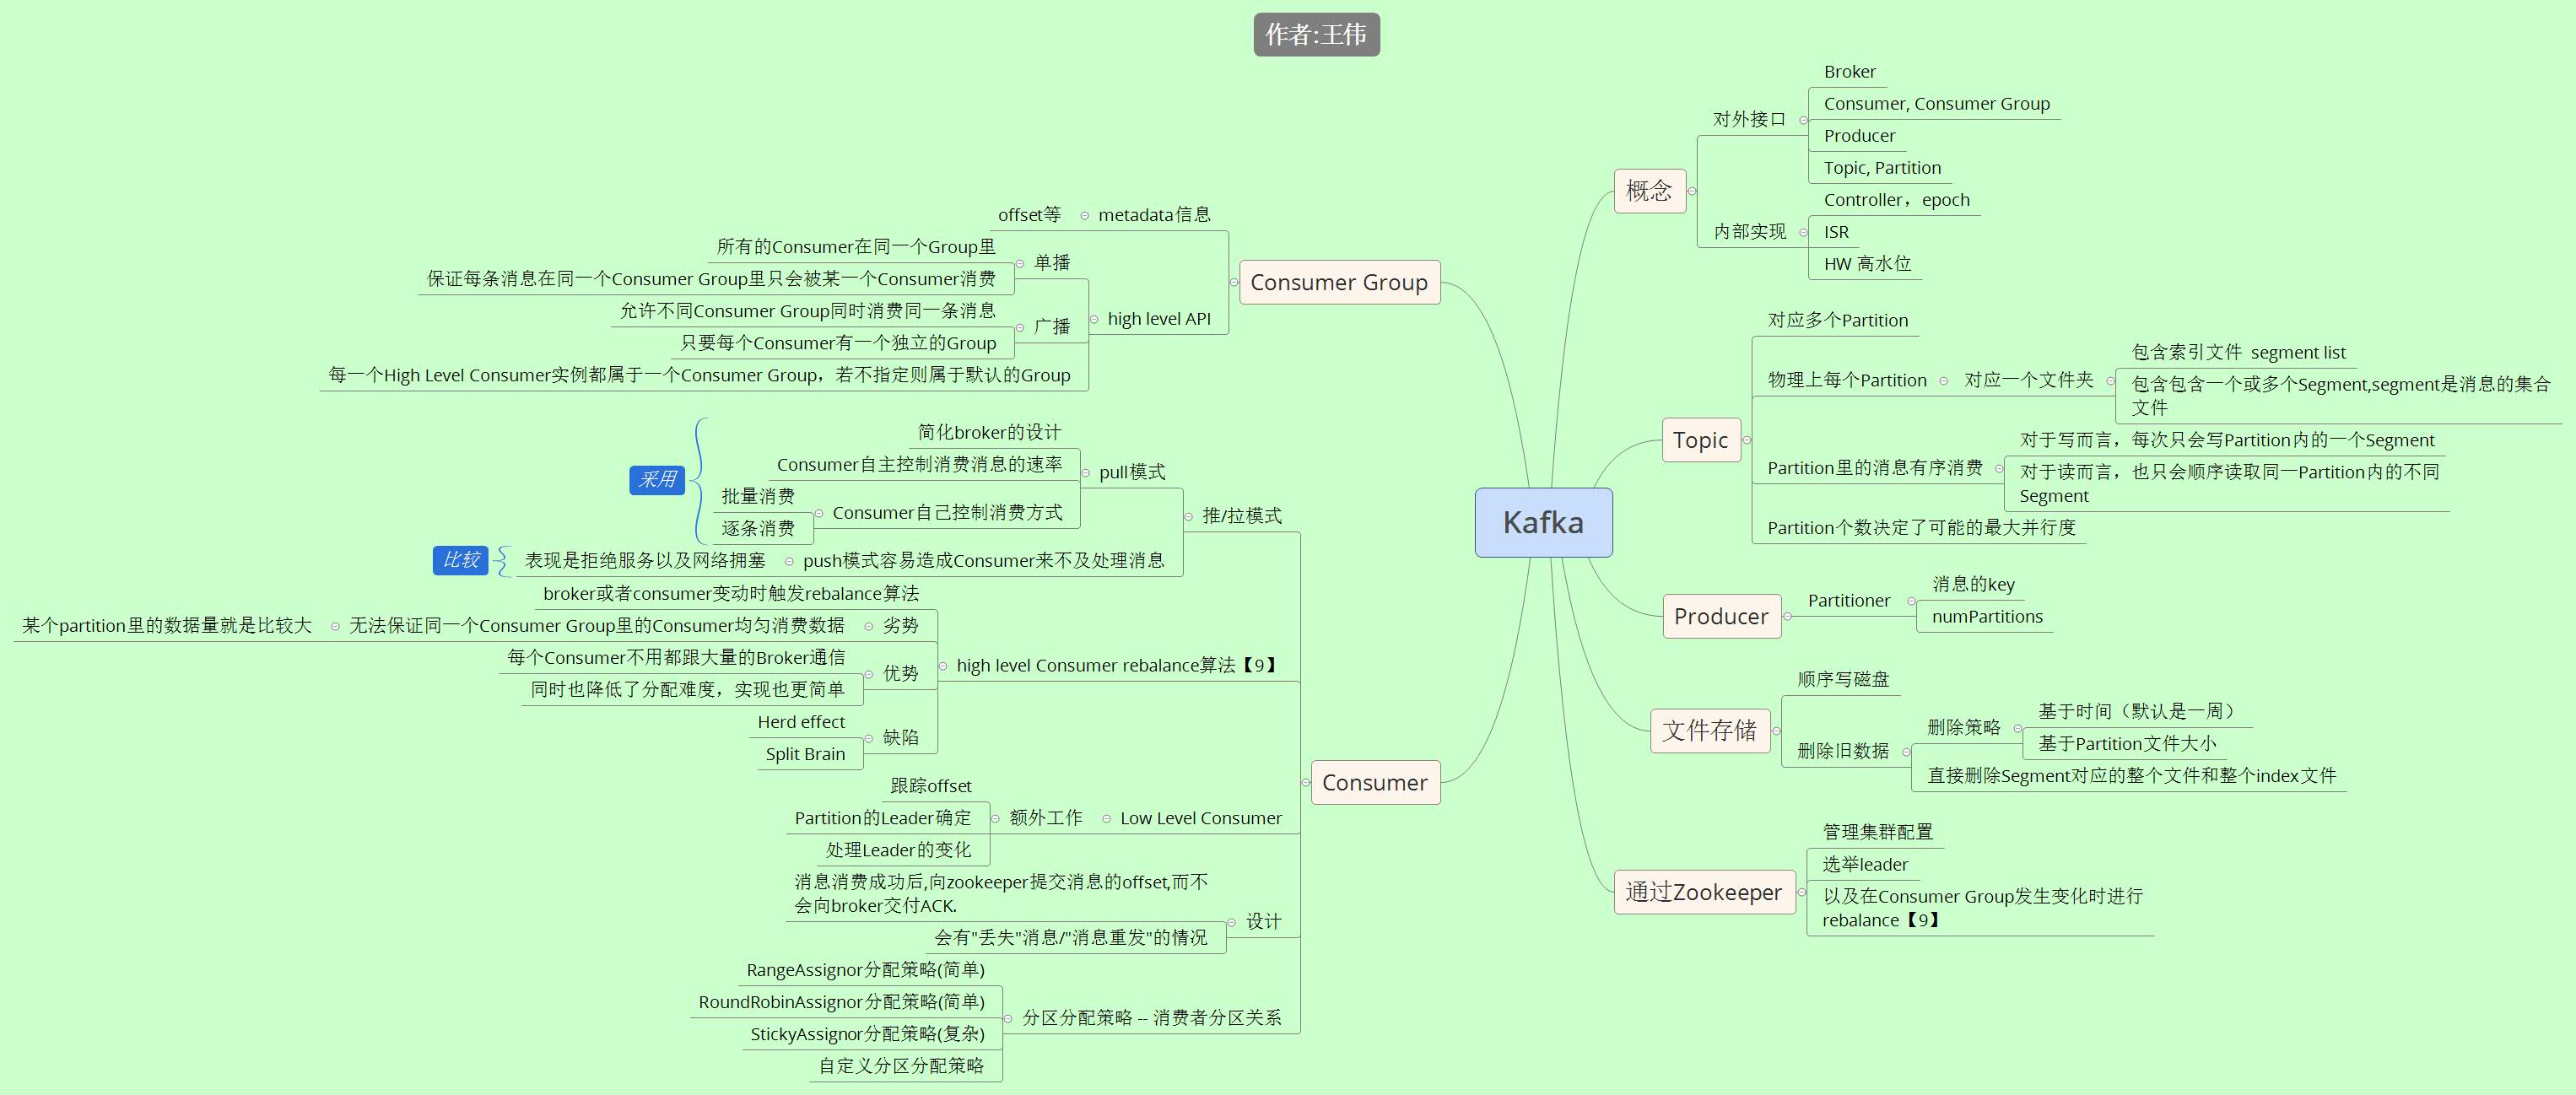 作者:王伟
Kafka
概念
对外接口
Broker
Consumer, Consumer Group
Producer
Topic, Partition
内部实现
Controller，epoch
ISR
HW 高水位
Topic
对应多个Partition
物理上每个Partition
对应一个文件夹
包含索引文件 segment list
包含包含一个或多个Segment,segment是消息的集合
文件
Partition里的消息有序消费
对于写而言，每次只会写Partition内的一个Segment
对于读而言，也只会顺序读取同一Partition内的不同
Segment
Partition个数决定了可能的最大并行度
Producer
Partitioner
消息的key
numPartitions
文件存储
顺序写磁盘
删除旧数据
删除策略
基于时间（默认是一周）
基于Partition文件大小
直接删除Segment对应的整个文件和整个index文件
通过Zookeeper
管理集群配置
选举leader
以及在Consumer Group发生变化时进行
rebalance【9】
Consumer Group
metadata信息
offset等
high level API
单播
所有的Consumer在同一个Group里
保证每条消息在同一个Consumer Group里只会被某一个Consumer消费
广播
允许不同Consumer Group同时消费同一条消息
只要每个Consumer有一个独立的Group
每一个High Level Consumer实例都属于一个Consumer Group，若不指定则属于默认的Group
Consumer
推/拉模式
pull模式
简化broker的设计
Consumer自主控制消费消息的速率
Consumer自己控制消费方式
批量消费
逐条消费
采用
push模式容易造成Consumer来不及处理消息
表现是拒绝服务以及网络拥塞
比较
high level Consumer rebalance算法【9】
broker或者consumer变动时触发rebalance算法
劣势
无法保证同一个Consumer Group里的Consumer均匀消费数据
某个partition里的数据量就是比较大
优势
每个Consumer不用都跟大量的Broker通信
同时也降低了分配难度，实现也更简单
缺陷
Herd effect
Split Brain
Low Level Consumer
额外工作
跟踪offset
Partition的Leader确定
处理Leader的变化
设计
消息消费成功后,向zookeeper提交消息的offset,而不
会向broker交付ACK.
会有"丢失"消息/"消息重发"的情况
分区分配策略 -- 消费者分区关系
RangeAssignor分配策略(简单)
RoundRobinAssignor分配策略(简单)
StickyAssignor分配策略(复杂)
自定义分区分配策略